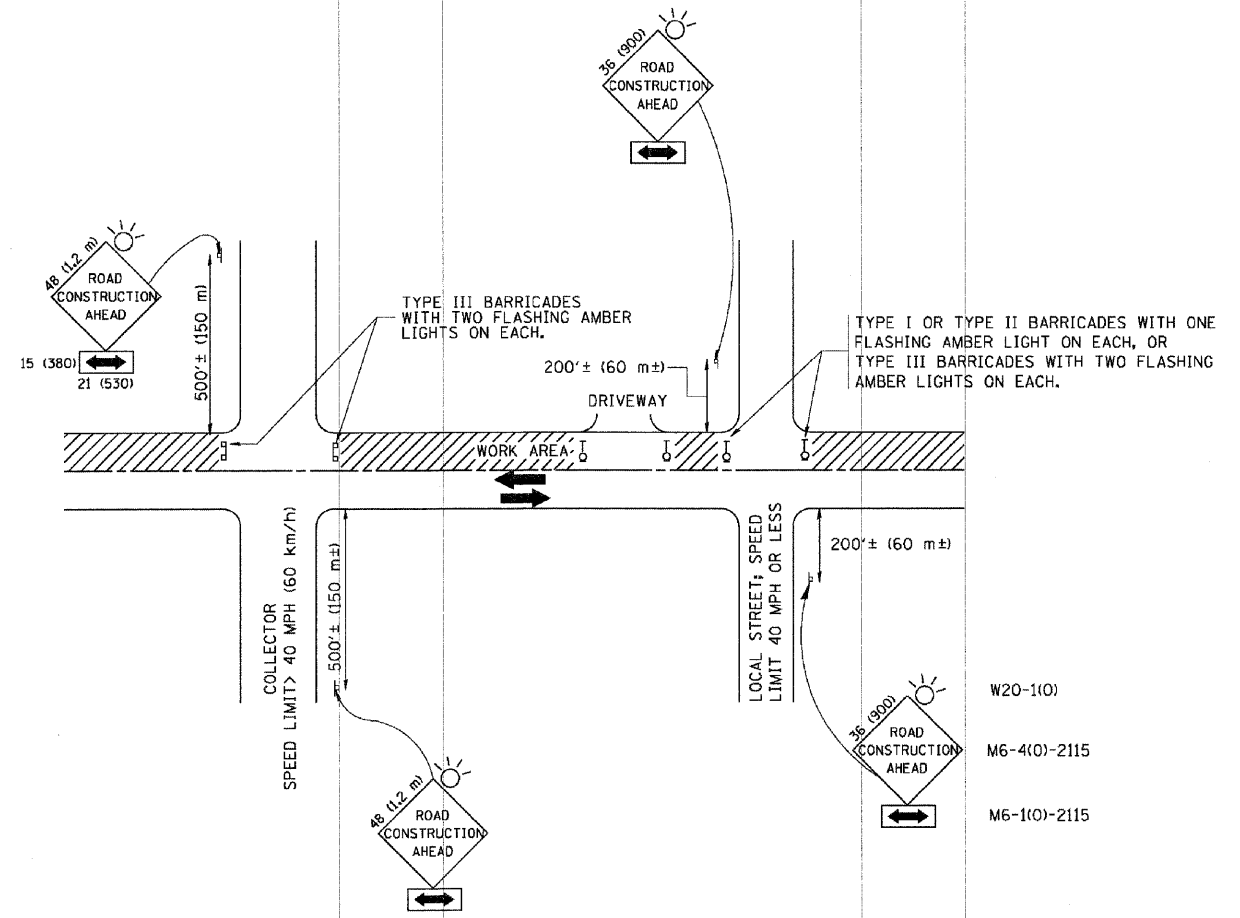 36 (900)
ROAD
CONSTRUCTION
AHEAD
48 (1.2 m)
ROAD
CONSTRUCTION
AHEAD
15 (380)
21 (530)
500'± (150 m)
TYPE III BARRICADES
WITH TWO FLASHING AMBER
LIGHTS ON EACH.
200'± (60 m±)
DRIVEWAY
TYPE I OR TYPE II BARRICADES WITH ONE
FLASHING AMBER LIGHT ON EACH, OR
TYPE III BARRICADES WITH TWO FLASHING
AMBER LIGHTS ON EACH.
WORK AREA
COLLECTOR
SPEED LIMIT> 40 MPH (60 km/h)
500'± (150 m±)
LOCAL STREET; SPEED
LIMIT 40 MPH OR LESS
200'± (60 m±)
36 (900)
ROAD
CONSTRUCTION
AHEAD
W20-1(O)
M6-4(O)-2115
M6-1(O)-2115
48 (1.2 m)
ROAD
CONSTRUCTION
AHEAD